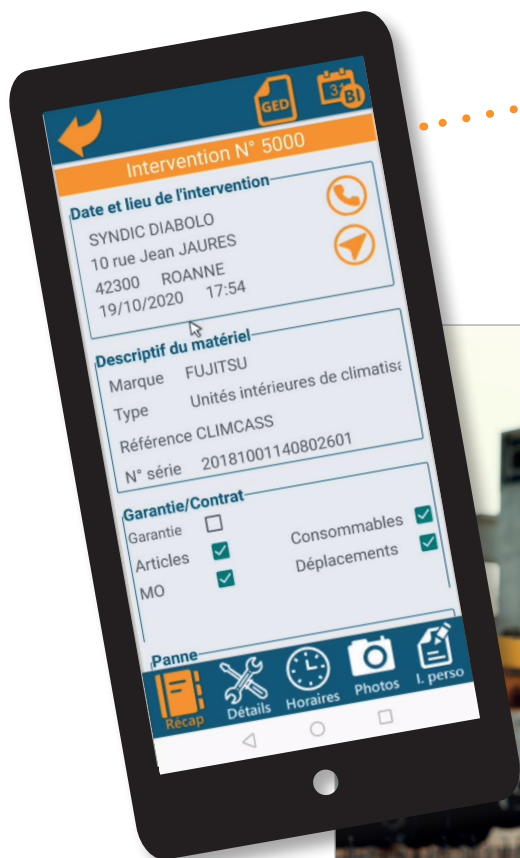 GED
31
BI
Intervention N° 5000
Date et lieu de l'intervention
SYNDIC DIABOLO
10 rue Jean JAURES
42300 ROANNE
19/10/2020 17:54
Descriptif du matériel
Marque FUJITSU
Type Unités intérieures de climatisa
Référence CLIMCASS
N° série 20181001140802601
Garantie/Contrat
Garantie
Articles Consommables
MO Déplacements
Panne
Récap Détails Horaires Photos I. perso